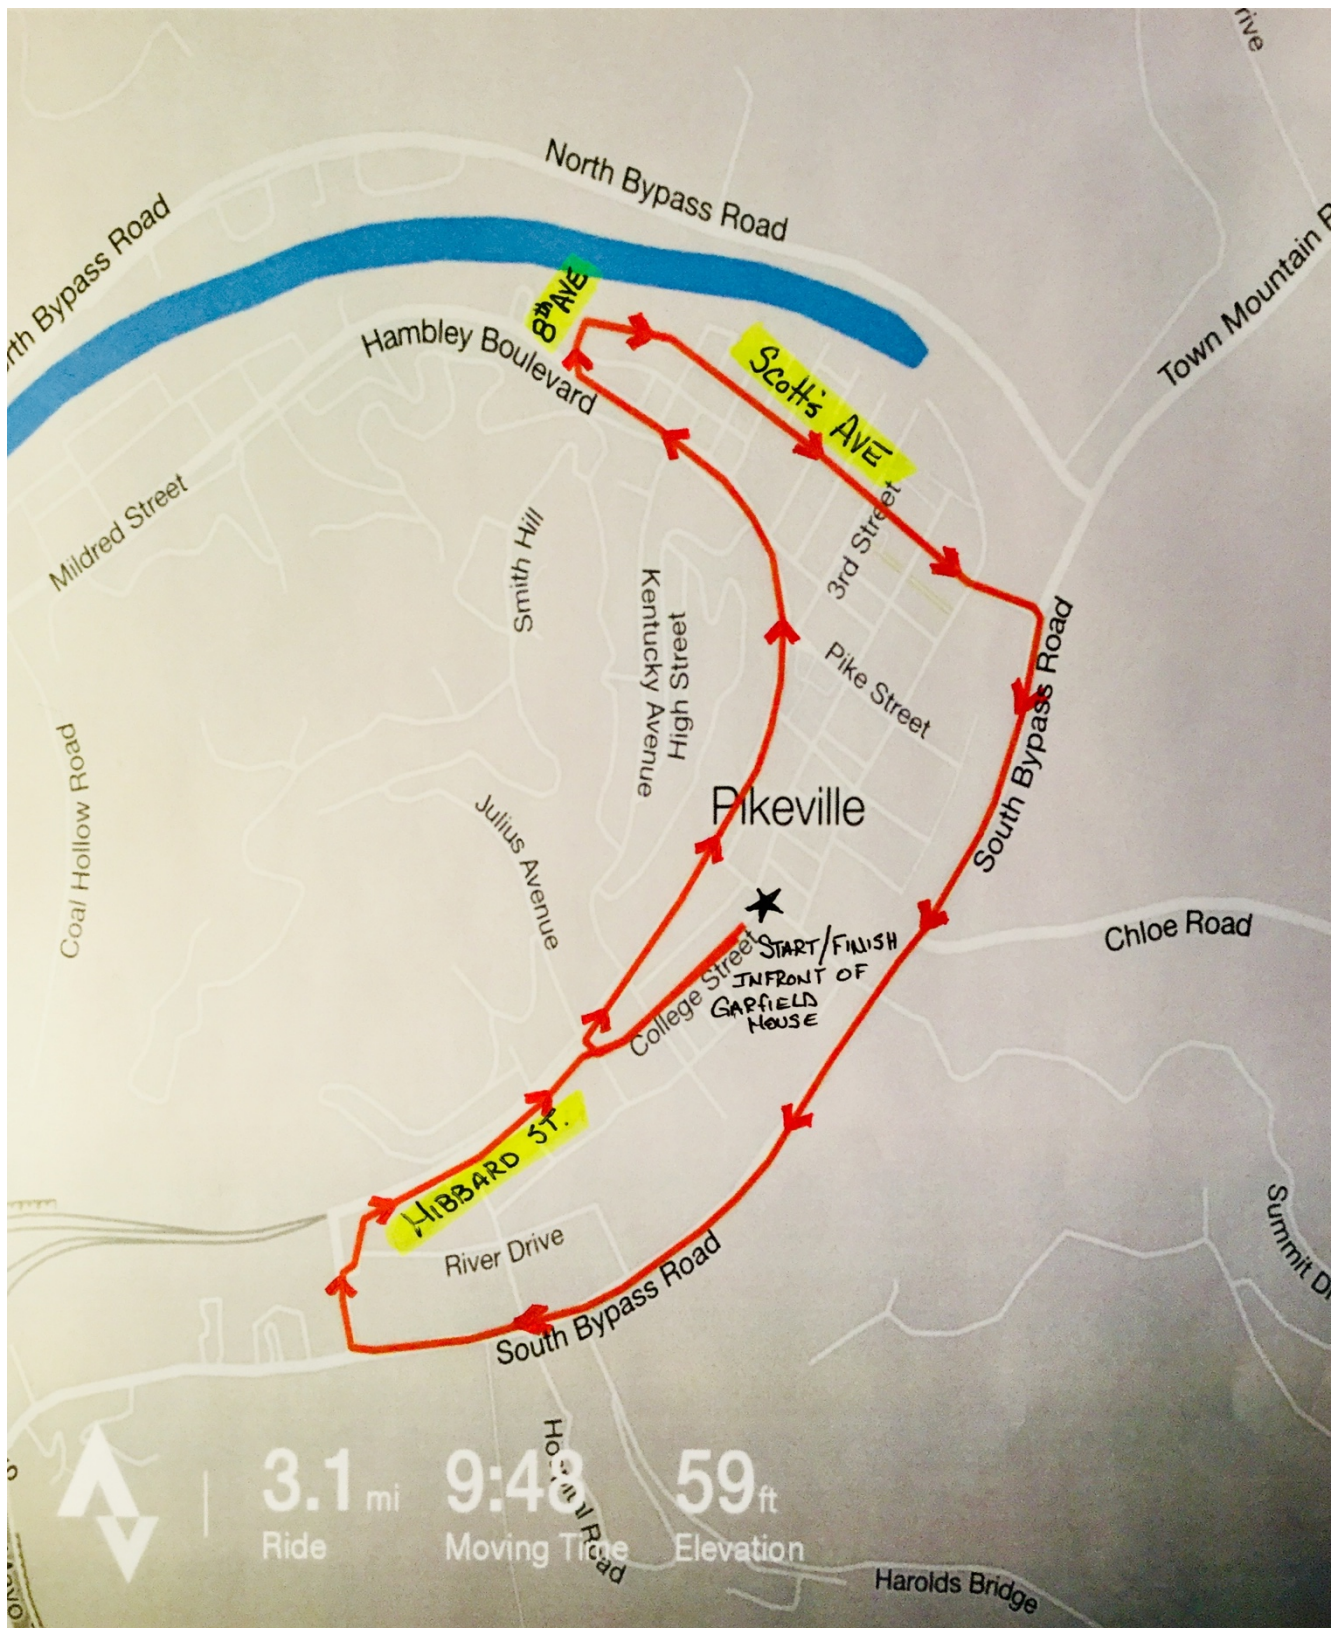 rive
North Bypass Road
Town Mountain R
rth Bypass Road
8th AVE
Hambley Boulevard
Scott's AVE
Mildred Street
3rd Street
Smith Hill
Kentucky Avenue
High Street
Pike Street
South Bypass Road
Coal Hollow Road
Julius Avenue
Pikeville
Chloe Road
College Street
START/FINISH
INFRONT OF
GARFIELD
HOUSE
HIBBARD ST.
River Drive
South Bypass Road
Summit Dr
3.1 mi
Ride
9:48
Moving Time
59 ft
Elevation
Hospital Road
Harolds Bridge